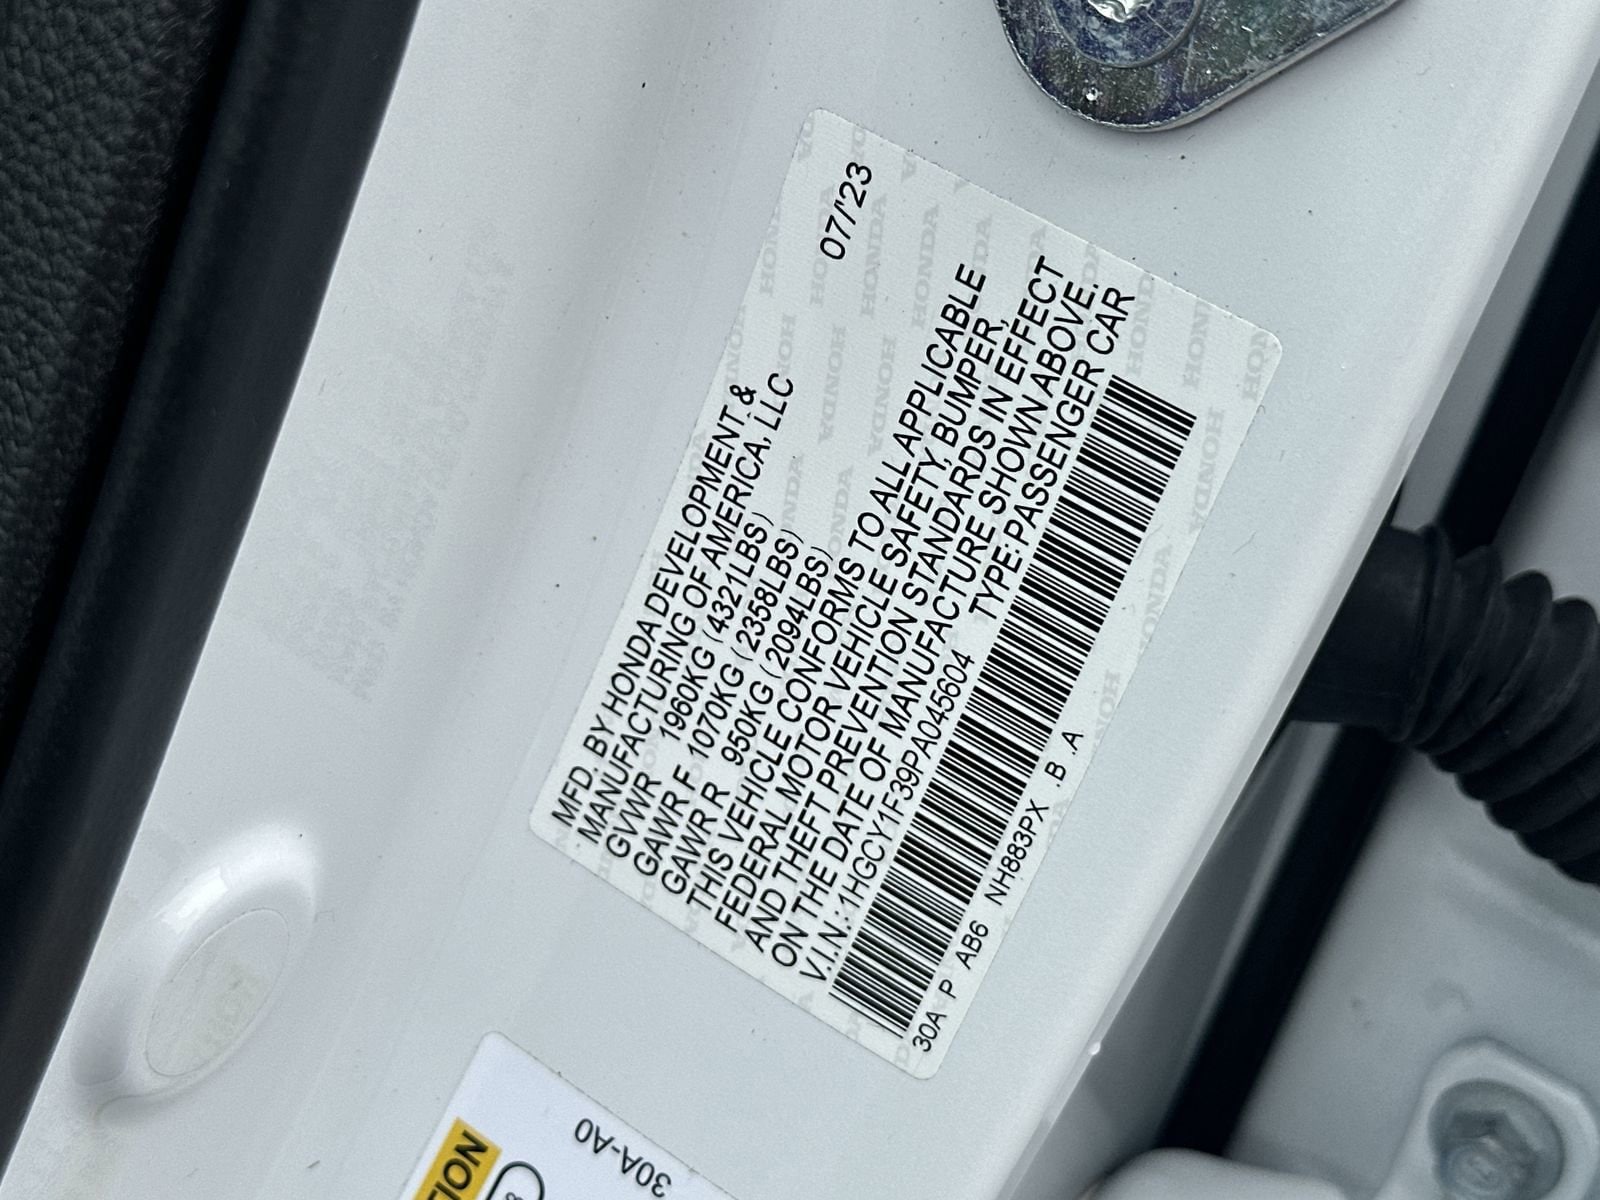 07/'23
MFD. BY HONDA DEVELOPMENT &
MANUFACTURING OF AMERICA, LLC
GVWR 1960KG (4321LBS)
GAWR F 1070KG (2358LBS)
GAWR R 950KG (2094LBS)
THIS VEHICLE CONFORMS TO ALL APPLICABLE
FEDERAL MOTOR VEHICLE SAFETY, BUMPER,
AND THEFT PREVENTION STANDARDS IN EFFECT
ON THE DATE OF MANUFACTURE SHOWN ABOVE.
V.I.N.: 1HGCY1F39PA045604 TYPE: PASSENGER CAR
30A P AB6 NH883PX .B .A
30A-A0